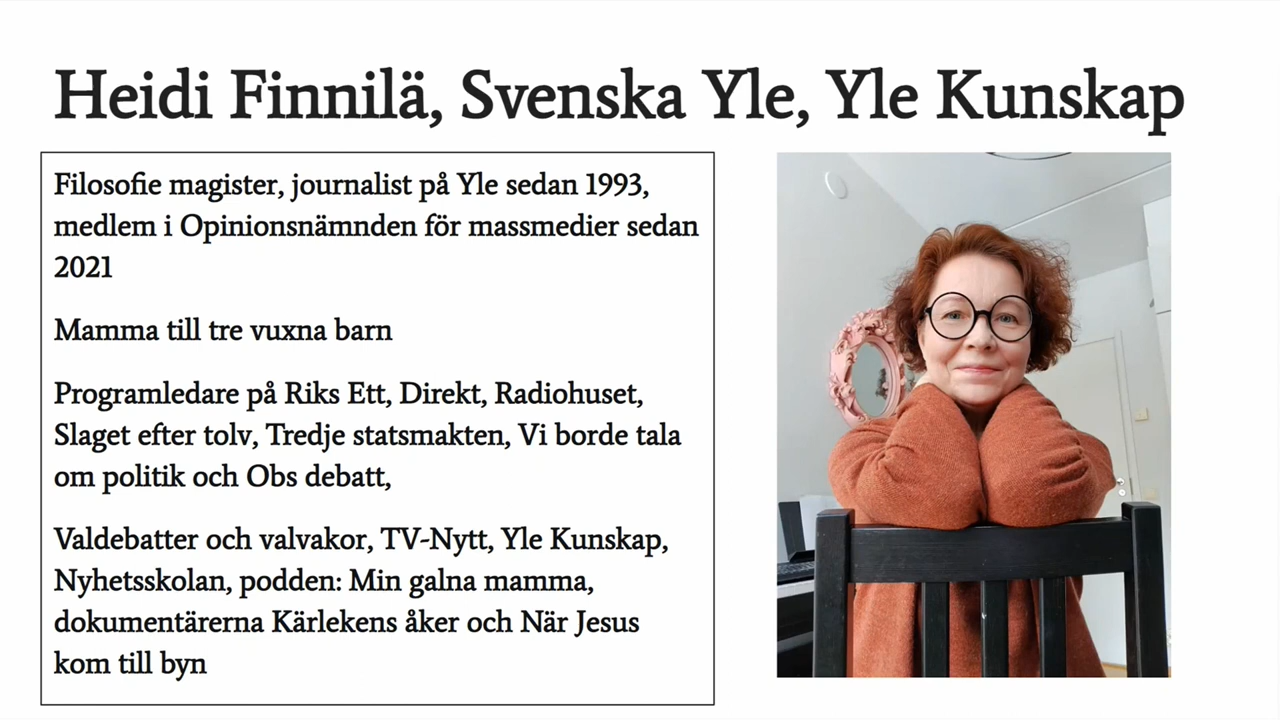 Heidi Finnilä, Svenska Yle, Yle Kunskap
Filosofie magister, journalist på Yle sedan 1993,
medlem i Opinionsnämnden för massmedier sedan
2021
Mamma till tre vuxna barn
Programledare på Riks Ett, Direkt, Radiohuset,
Slaget efter tolv, Tredje statsmakten, Vi borde tala
om politik och Obs debatt,
Valdebatter och valvakor, TV-Nytt, Yle Kunskap,
Nyhetsskolan, podden: Min galna mamma,
dokumentärerna Kärlekens åker och När Jesus
kom till byn